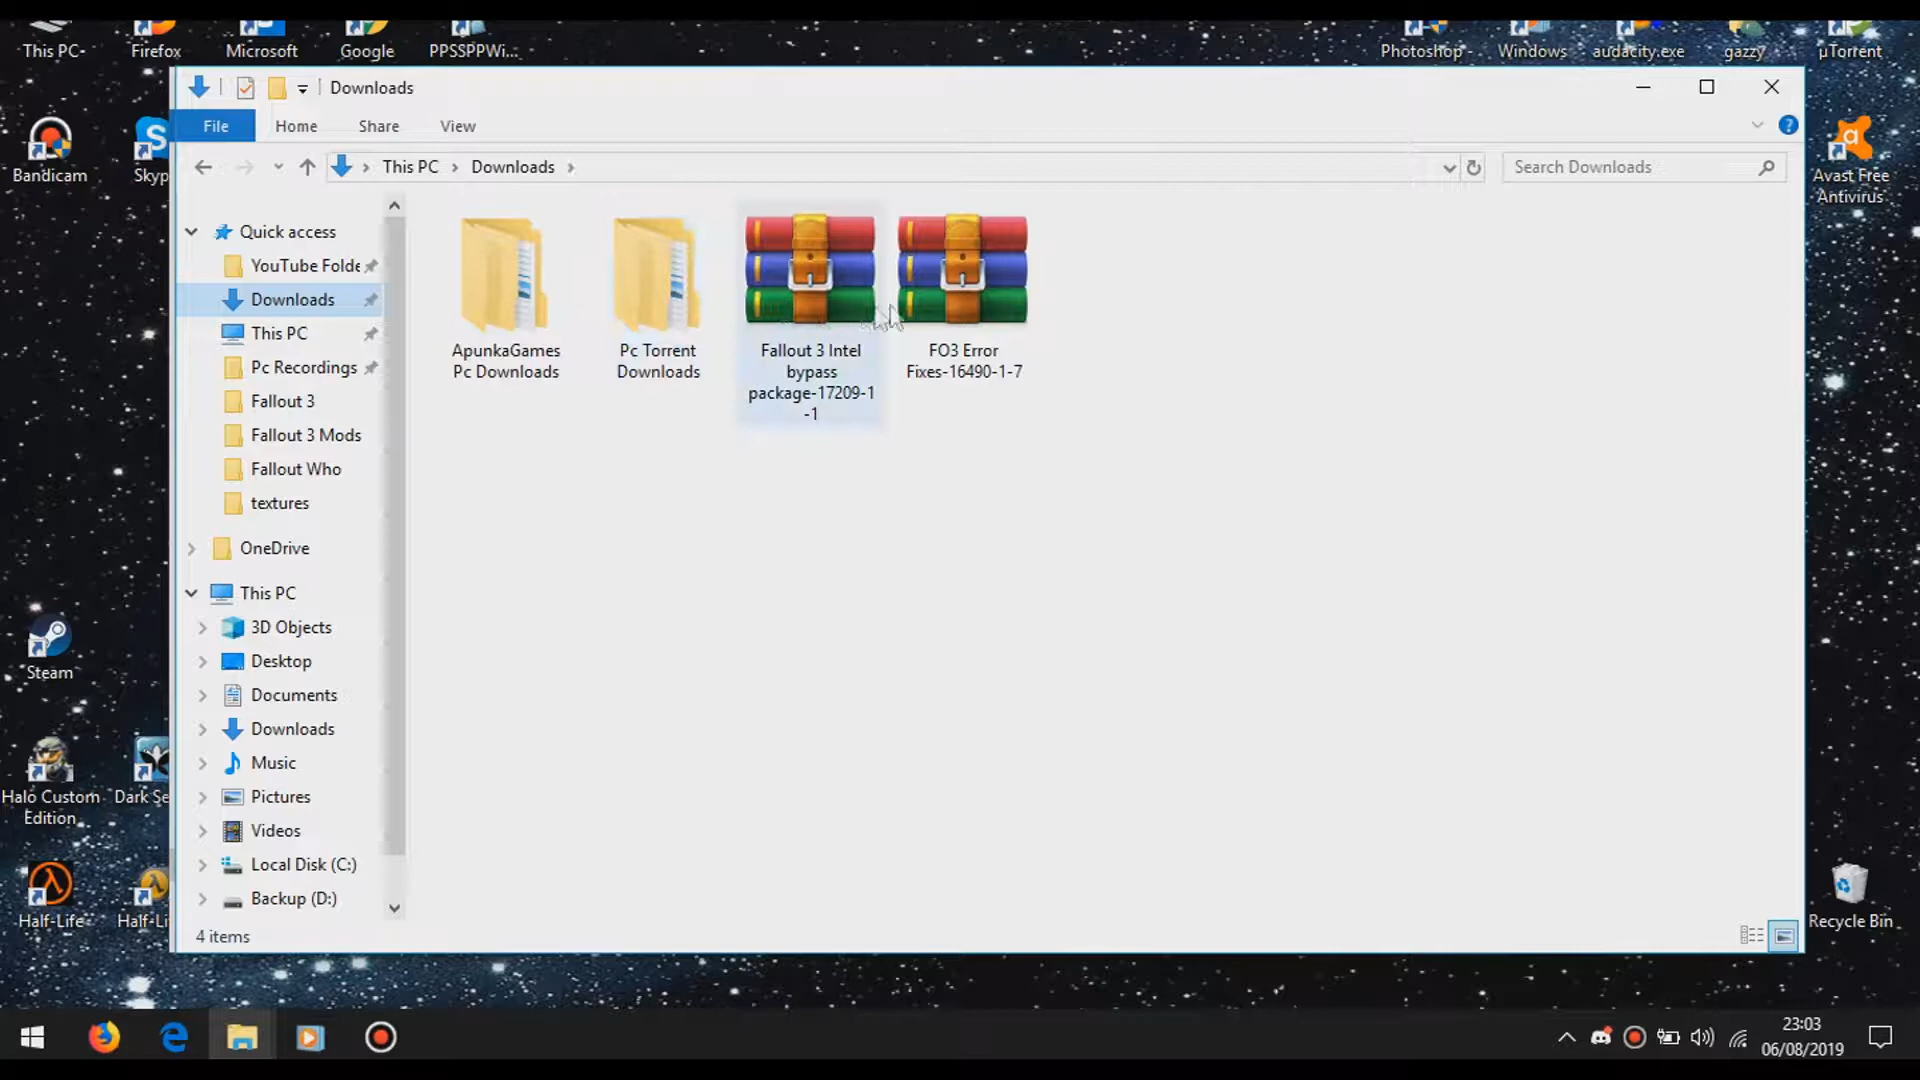 This PC
Firefox
Microsoft
Google
PPSSPPWi...
Photoshop
Windows
audacity.exe
gazzy
µTorrent
Downloads
File
Home
Share
View
This PC
Downloads
Search Downloads
Bandicam
Skyp
Avast Free
Antivirus
Quick access
YouTube Folde
Downloads
This PC
Pc Recordings
Fallout 3
Fallout 3 Mods
Fallout Who
textures
OneDrive
This PC
3D Objects
Desktop
Documents
Downloads
Music
Pictures
Videos
Local Disk (C:)
Backup (D:)
ApunkaGames
Pc Downloads
Pc Torrent
Downloads
Fallout 3 Intel
bypass
package-17209-1
-1
FO3 Error
Fixes-16490-1-7
Steam
Halo Custom
Edition
Dark Se
Half-Life
Half-Li
Recycle Bin
4 items
23:03
06/08/2019